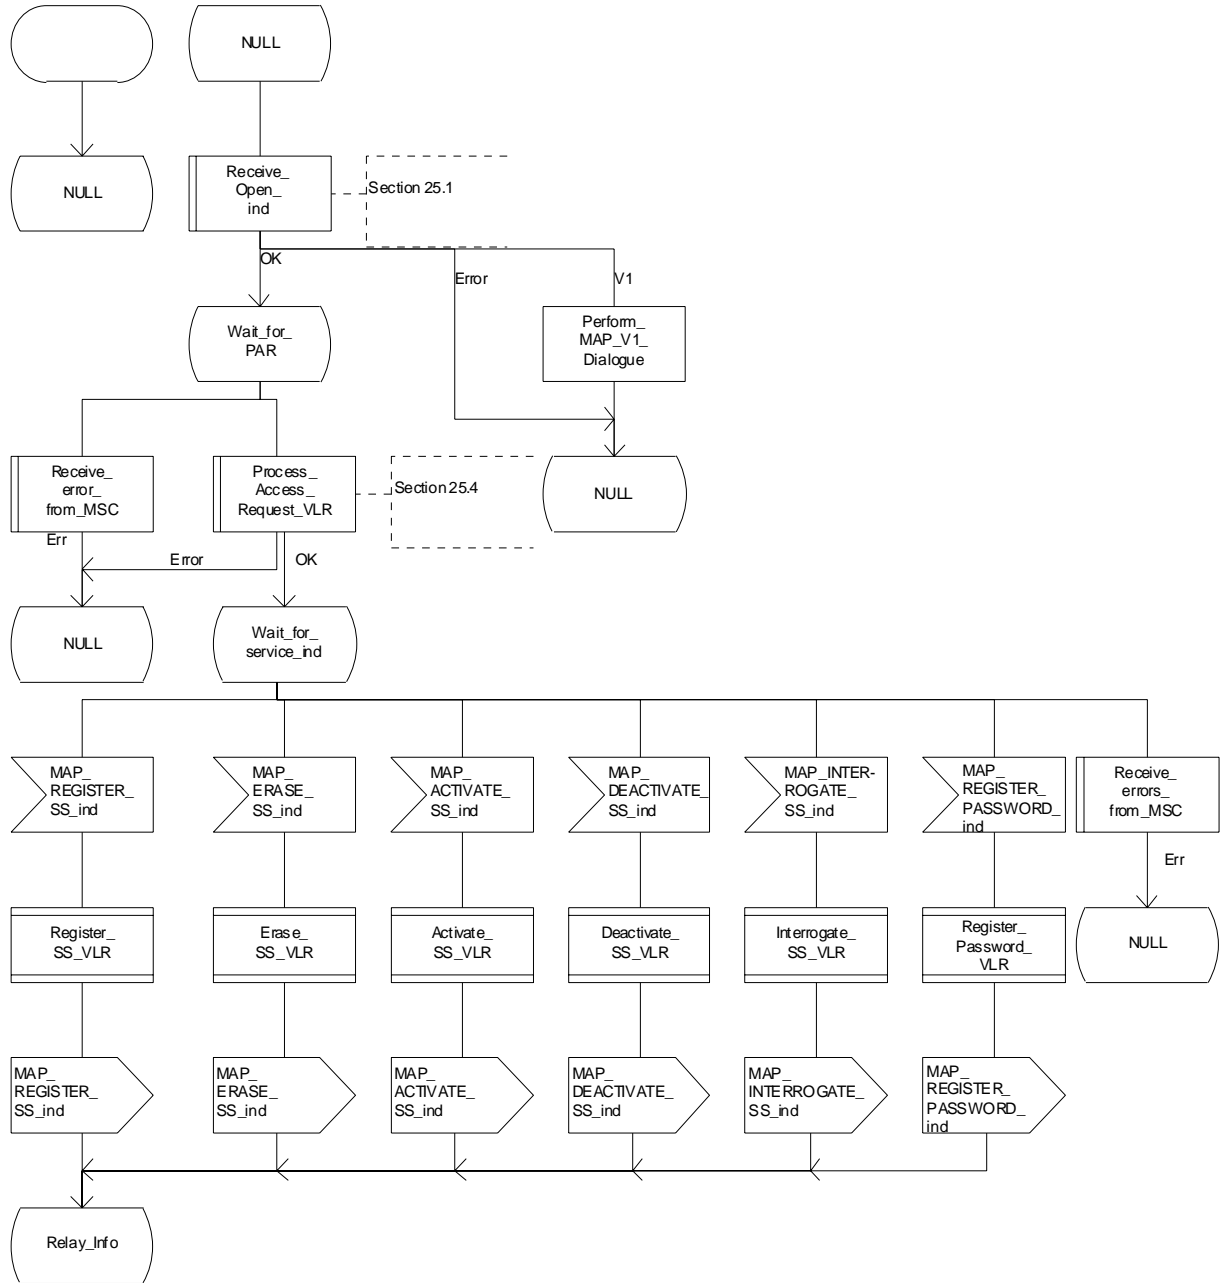 NULL
NULL
Receive_
Open_
ind
Section 25.1
OK
Error
V1
Wait_for_
PAR
Perform_
MAP_V1_
Dialogue
Receive_
error_
from_MSC
Process_
Access_
Request_VLR
Section 25.4
NULL
Err
Error
OK
NULL
Wait_for_
service_ind
MAP_
REGISTER_
SS_ind
MAP_
ERASE_
SS_ind
MAP_
ACTIVATE_
SS_ind
MAP_
DEACTIVATE_
SS_ind
MAP_INTER-
ROGATE_
SS_ind
MAP_
REGISTER_
PASSWORD_
ind
Receive_
errors_
from_MSC
Err
Register_
SS_VLR
Erase_
SS_VLR
Activate_
SS_VLR
Deactivate_
SS_VLR
Interrogate_
SS_VLR
Register_
Password_
VLR
NULL
MAP_
REGISTER_
SS_ind
MAP_
ERASE_
SS_ind
MAP_
ACTIVATE_
SS_ind
MAP_
DEACTIVATE_
SS_ind
MAP_
INTERROGATE_
SS_ind
MAP_
REGISTER_
PASSWORD_
ind
Relay_Info